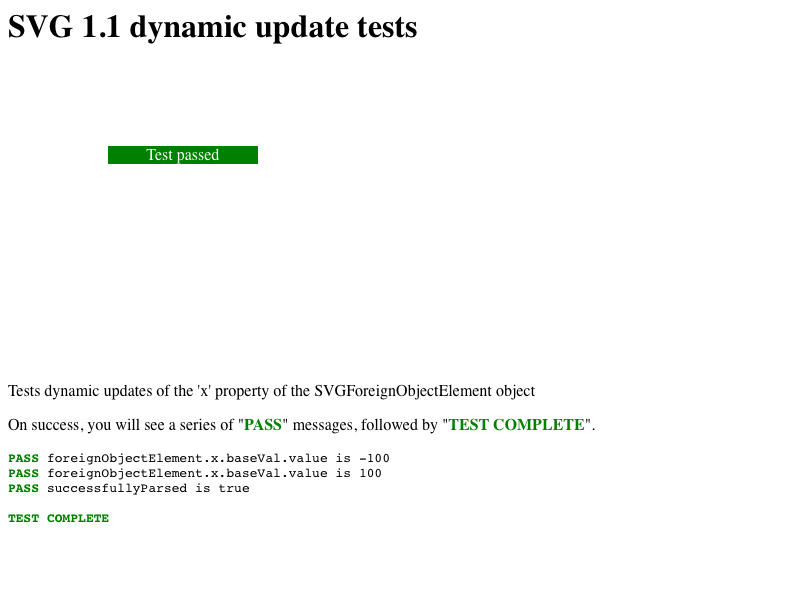 SVG 1.1 dynamic update tests
Test passed
Tests dynamic updates of the 'x' property of the SVGForeignObjectElement object
On success, you will see a series of "PASS" messages, followed by "TEST COMPLETE".
PASS foreignObjectElement.x.baseVal.value is -100
PASS foreignObjectElement.x.baseVal.value is 100
PASS successfullyParsed is true
TEST COMPLETE